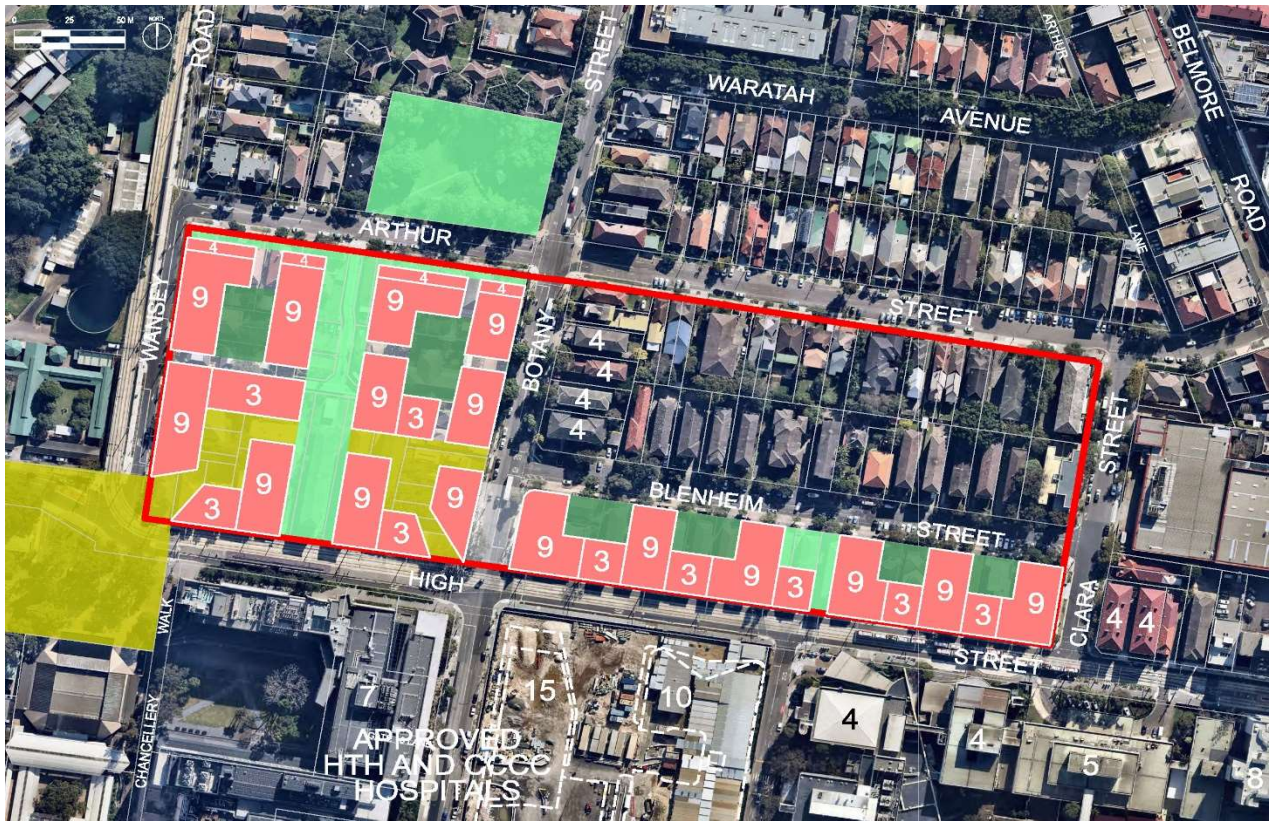 0 25 50 M
NORTH
ROAD
STREET
ARTHUR
BELMORE
WARATAH
AVENUE
ROAD
ARTHUR
LANE
WANSEY
4
4
4
4
9
9
9
9
STREET
BOTANY
4
4
4
4
9
3
9
3
9
STREET
9
3
9
9
3
9
BLENHEIM
STREET
9
3
9
3
9
3
9
3
9
3
9
HIGH
STREET
CLARA
4
4
WALK
CHANCELLERY
7
15
10
4
4
5
8
APPROVED
HTH AND CCCC
HOSPITALS